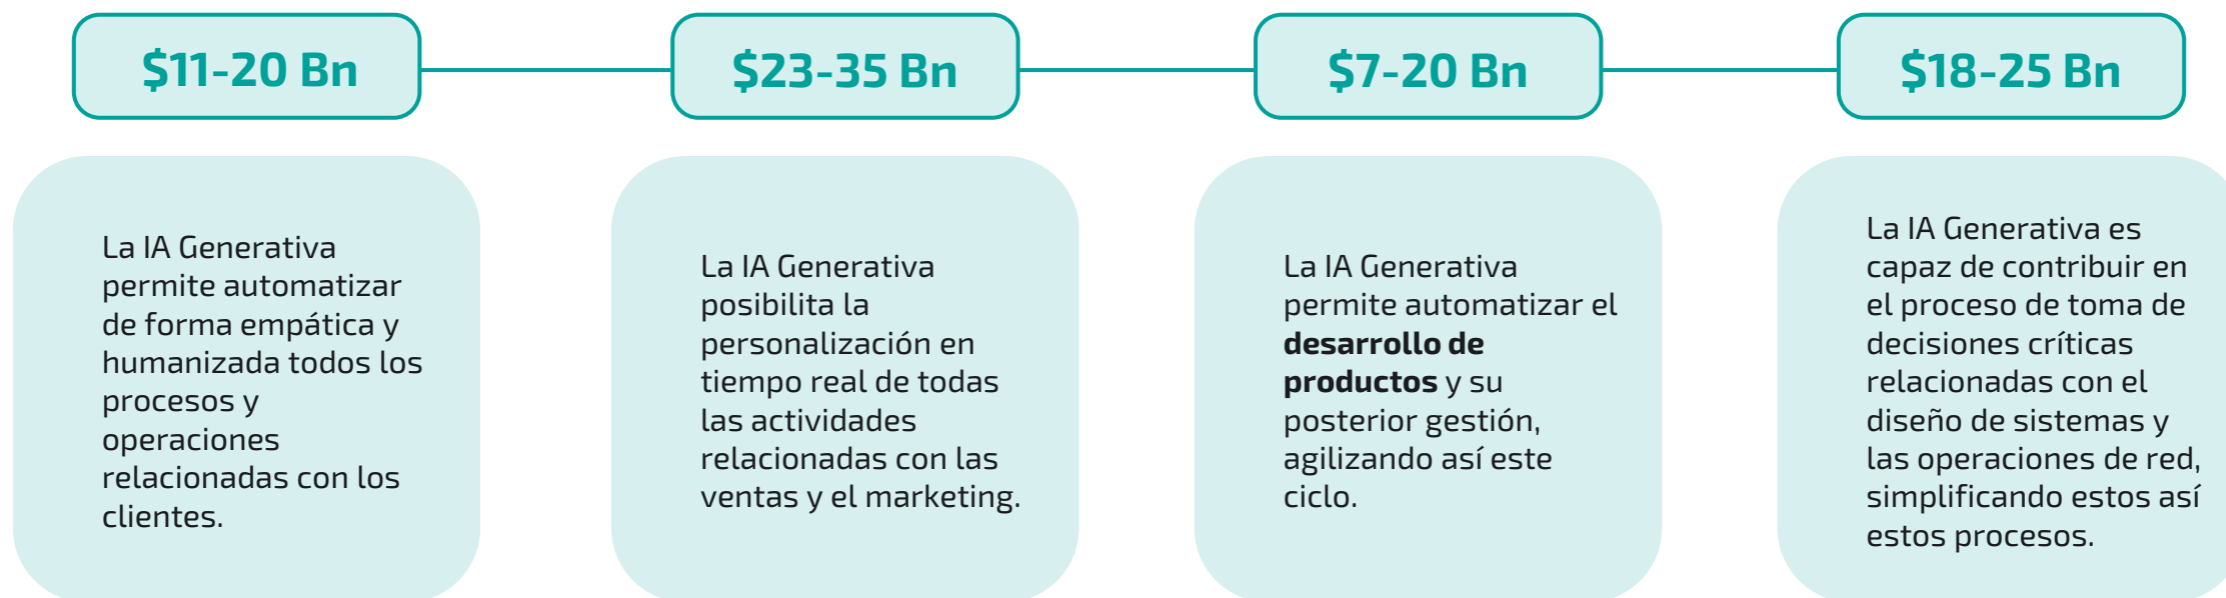 $11-20 Bn
$23-35 Bn
$7-20 Bn
$18-25 Bn
La IA Generativa
permite automatizar
de forma empática y
humanizada todos los
procesos y
operaciones
relacionadas con los
clientes.
La IA Generativa
posibilita la
personalización en
tiempo real de todas
las actividades
relacionadas con las
ventas y el marketing.
La IA Generativa
permite automatizar el
desarrollo de
productos y su
posterior gestión,
agilizando así este
ciclo.
La IA Generativa es
capaz de contribuir en
el proceso de toma de
decisiones críticas
relacionadas con el
diseño de sistemas y
las operaciones de red,
simplificando estos así
estos procesos.